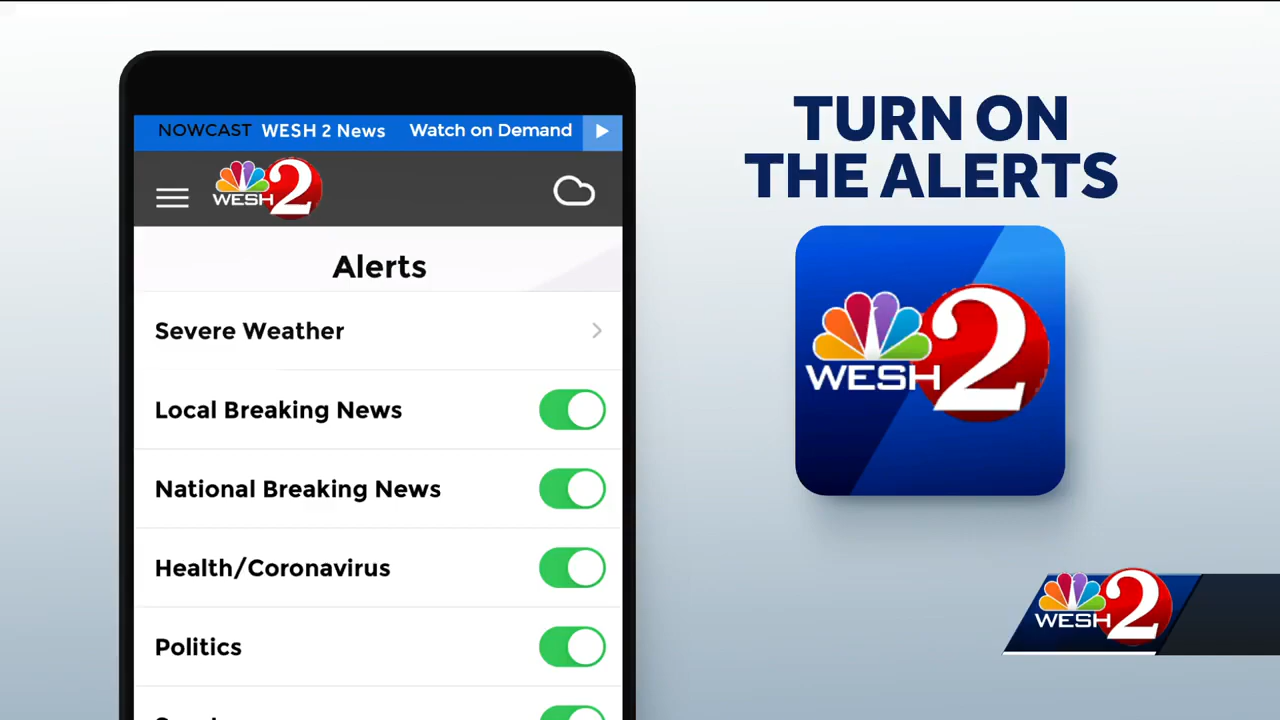 NOWCAST WESH 2 News Watch on Demand
WESH 2
Alerts
Severe Weather
Local Breaking News
National Breaking News
Health/Coronavirus
Politics
TURN ON
THE ALERTS
WESH 2
WESH 2